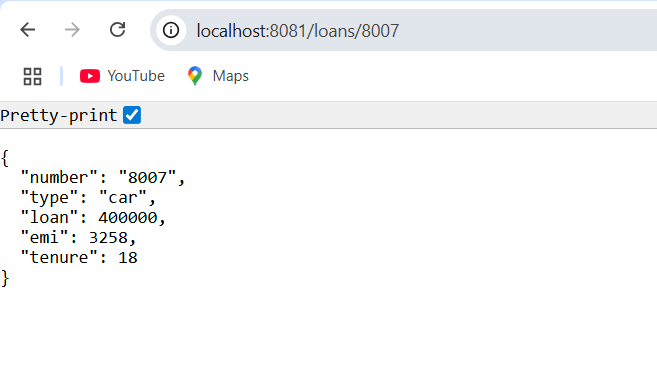 localhost:8081/loans/8007
YouTube Maps
Pretty-print
{
  "number": "8007",
  "type": "car",
  "loan": 400000,
  "emi": 3258,
  "tenure": 18
}